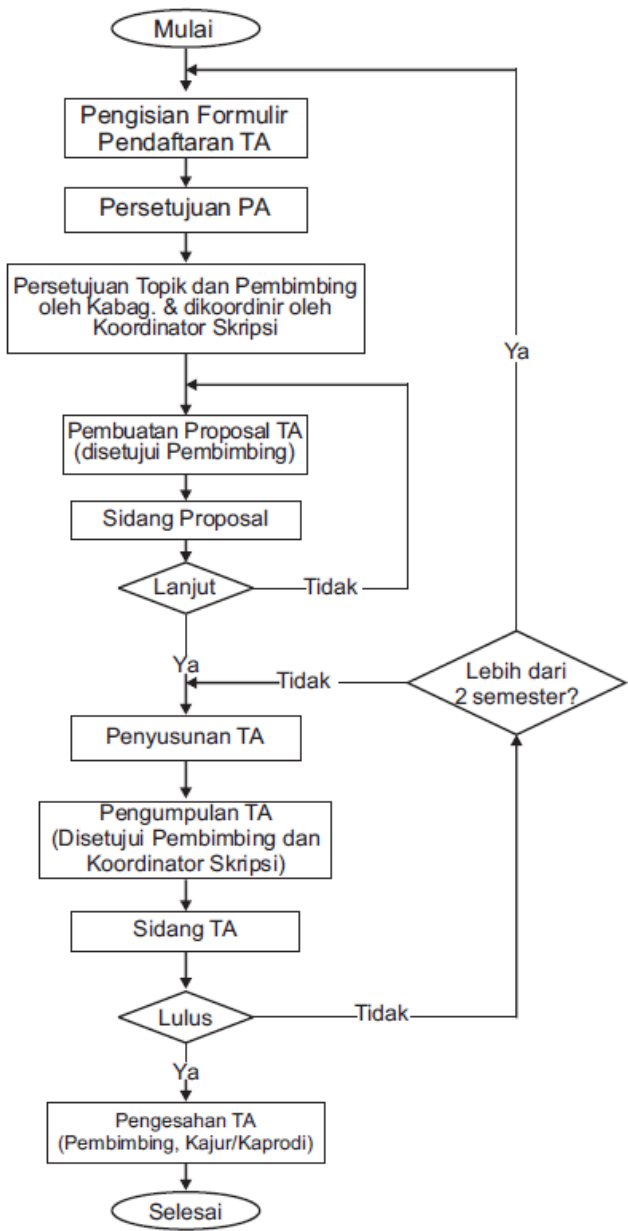 Mulai
Pengisian Formulir
Pendaftaran TA
Persetujuan PA
Persetujuan Topik dan Pembimbing
oleh Kabag. & dikoordinir oleh
Koordinator Skripsi
Ya
Pembuatan Proposal TA
(disetujui Pembimbing)
Sidang Proposal
Lanjut
Tidak
Ya
Tidak
Lebih dari
2 semester?
Penyusunan TA
Pengumpulan TA
(Disetujui Pembimbing dan
Koordinator Skripsi)
Sidang TA
Lulus
Tidak
Ya
Pengesahan TA
(Pembimbing, Kajur/Kaprodi)
Selesai